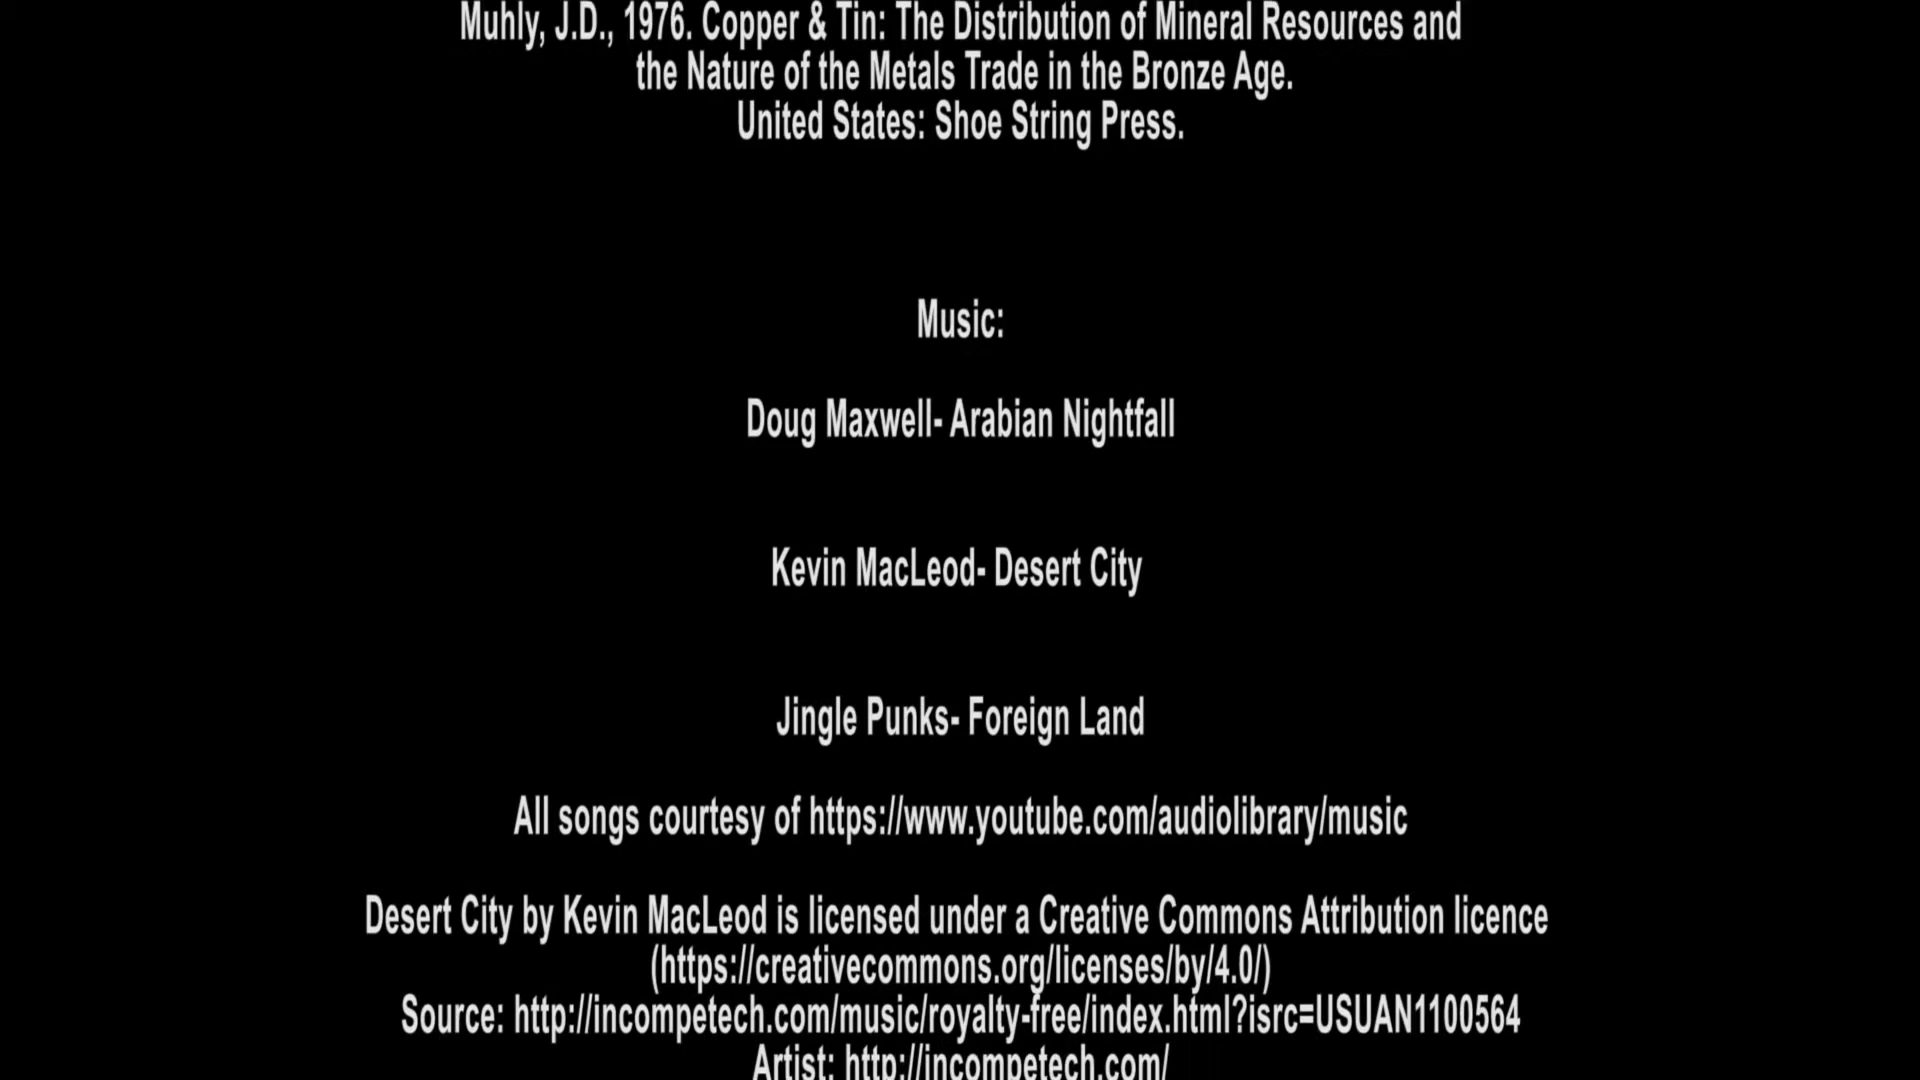 Muhly, J.D., 1976. Copper & Tin: The Distribution of Mineral Resources and
the Nature of the Metals Trade in the Bronze Age.
United States: Shoe String Press.
Music:
Doug Maxwell- Arabian Nightfall
Kevin MacLeod- Desert City
Jingle Punks- Foreign Land
All songs courtesy of https://www.youtube.com/audiolibrary/music
Desert City by Kevin MacLeod is licensed under a Creative Commons Attribution licence
(https://creativecommons.org/licenses/by/4.0/)
Source: http://incompetech.com/music/royalty-free/index.html?isrc=USUAN1100564
Artist: http://incompetech.com/